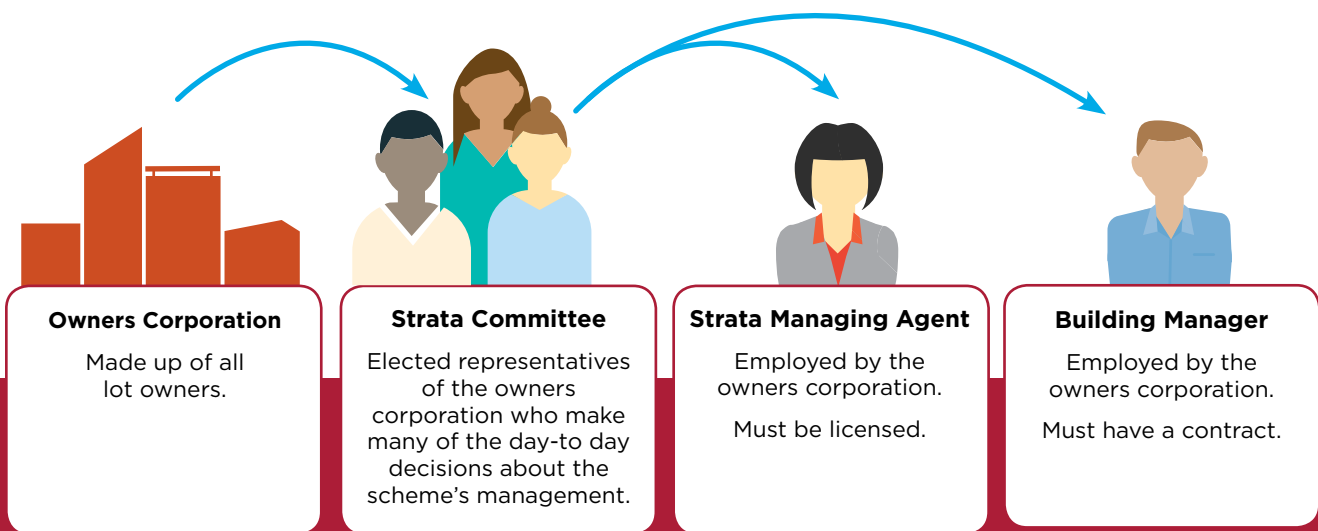 Owners Corporation
Made up of all
lot owners.
Strata Committee
Elected representatives
of the owners
corporation who make
many of the day-to day
decisions about the
scheme's management.
Strata Managing Agent
Employed by the
owners corporation.
Must be licensed.
Building Manager
Employed by the
owners corporation.
Must have a contract.